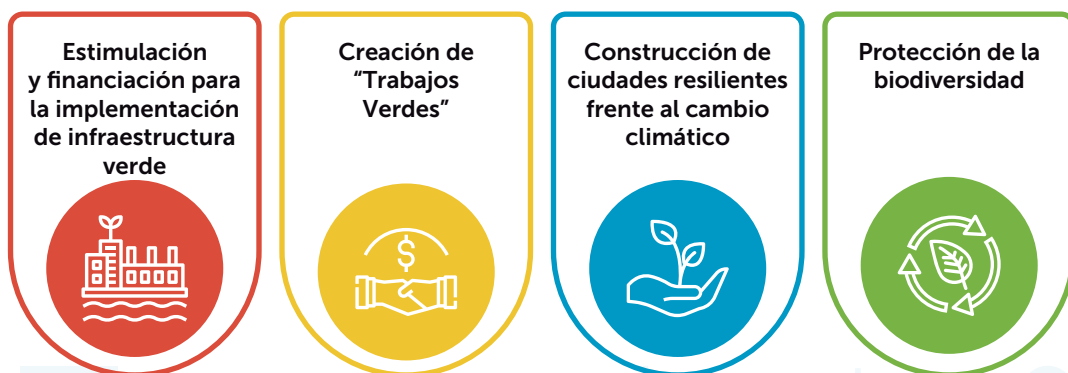 Estimulación
y financiación para
la implementación
de infraestructura
verde
Creación de
“Trabajos
Verdes”
Construcción de
ciudades resilientes
frente al cambio
climático
Protección de la
biodiversidad
$